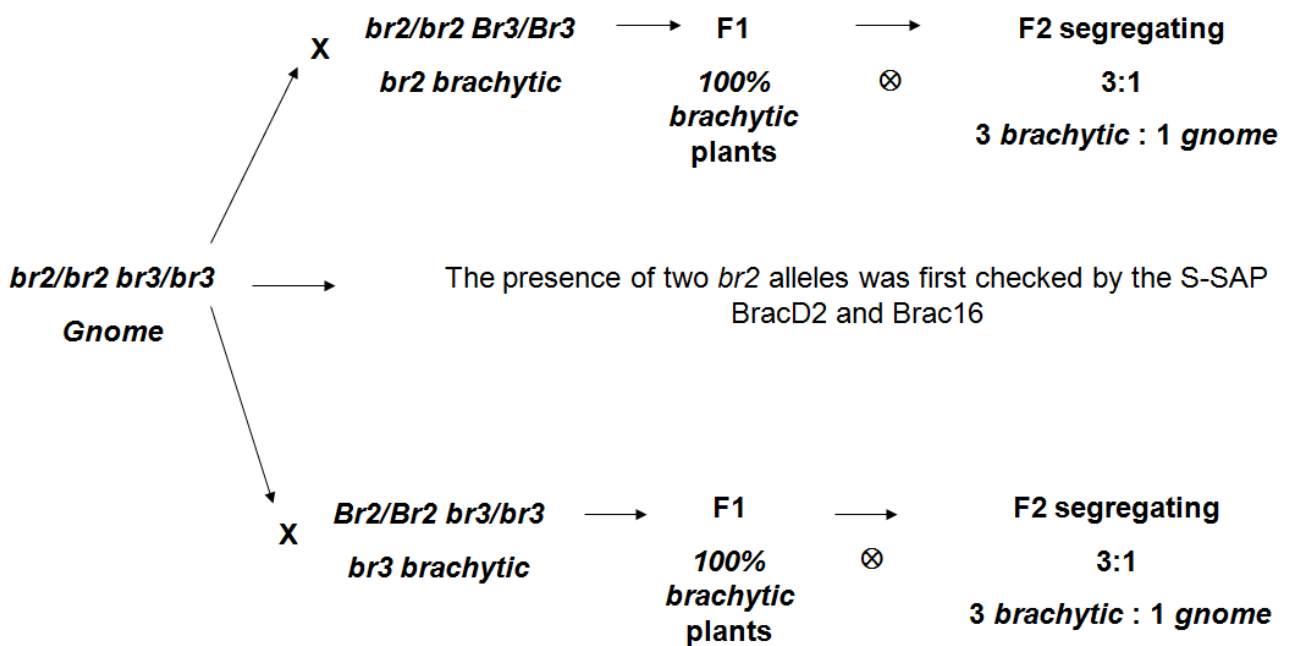 X br2/br2 Br3/Br3 F1 F2 segregating
br2 brachytic 100% ⊗ 3:1
brachytic 3 brachytic : 1 gnome
plants
br2/br2 br3/br3 The presence of two br2 alleles was first checked by the S-SAP
Gnome BracD2 and Brac16
X Br2/Br2 br3/br3 F1 F2 segregating
br3 brachytic 100% ⊗ 3:1
brachytic 3 brachytic : 1 gnome
plants